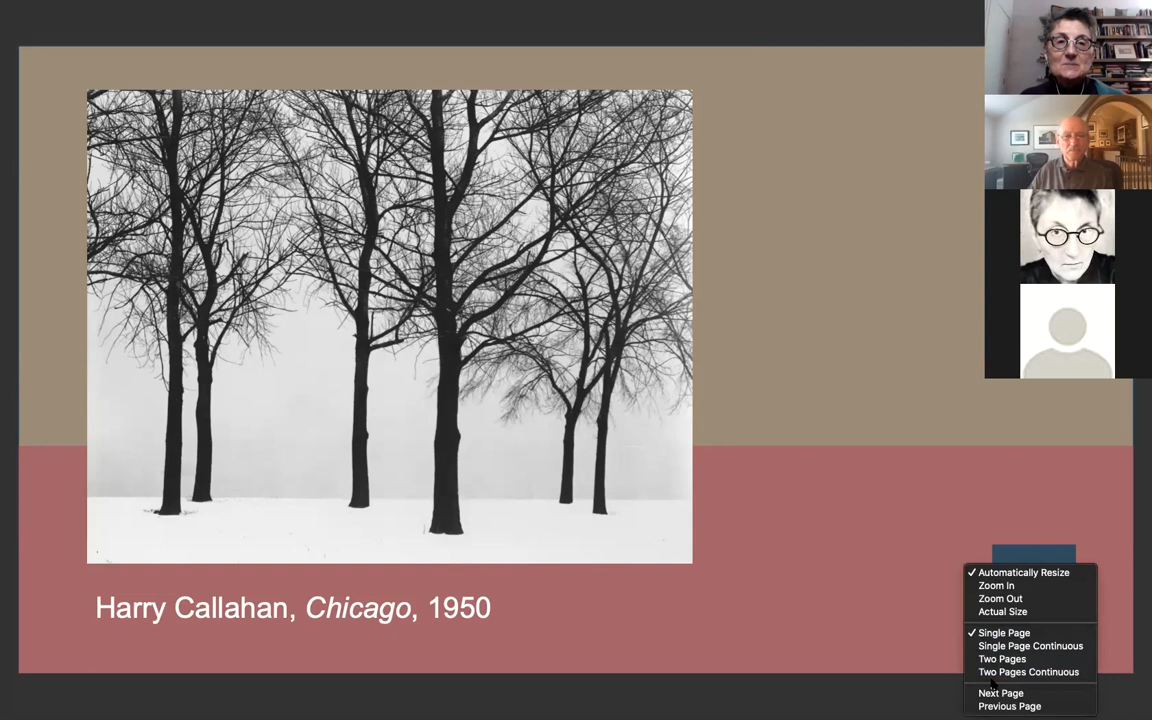 Harry Callahan, Chicago, 1950
✓ Automatically Resize
Zoom In
Zoom Out
Actual Size
✓ Single Page
Single Page Continuous
Two Pages
Two Pages Continuous
Next Page
Previous Page